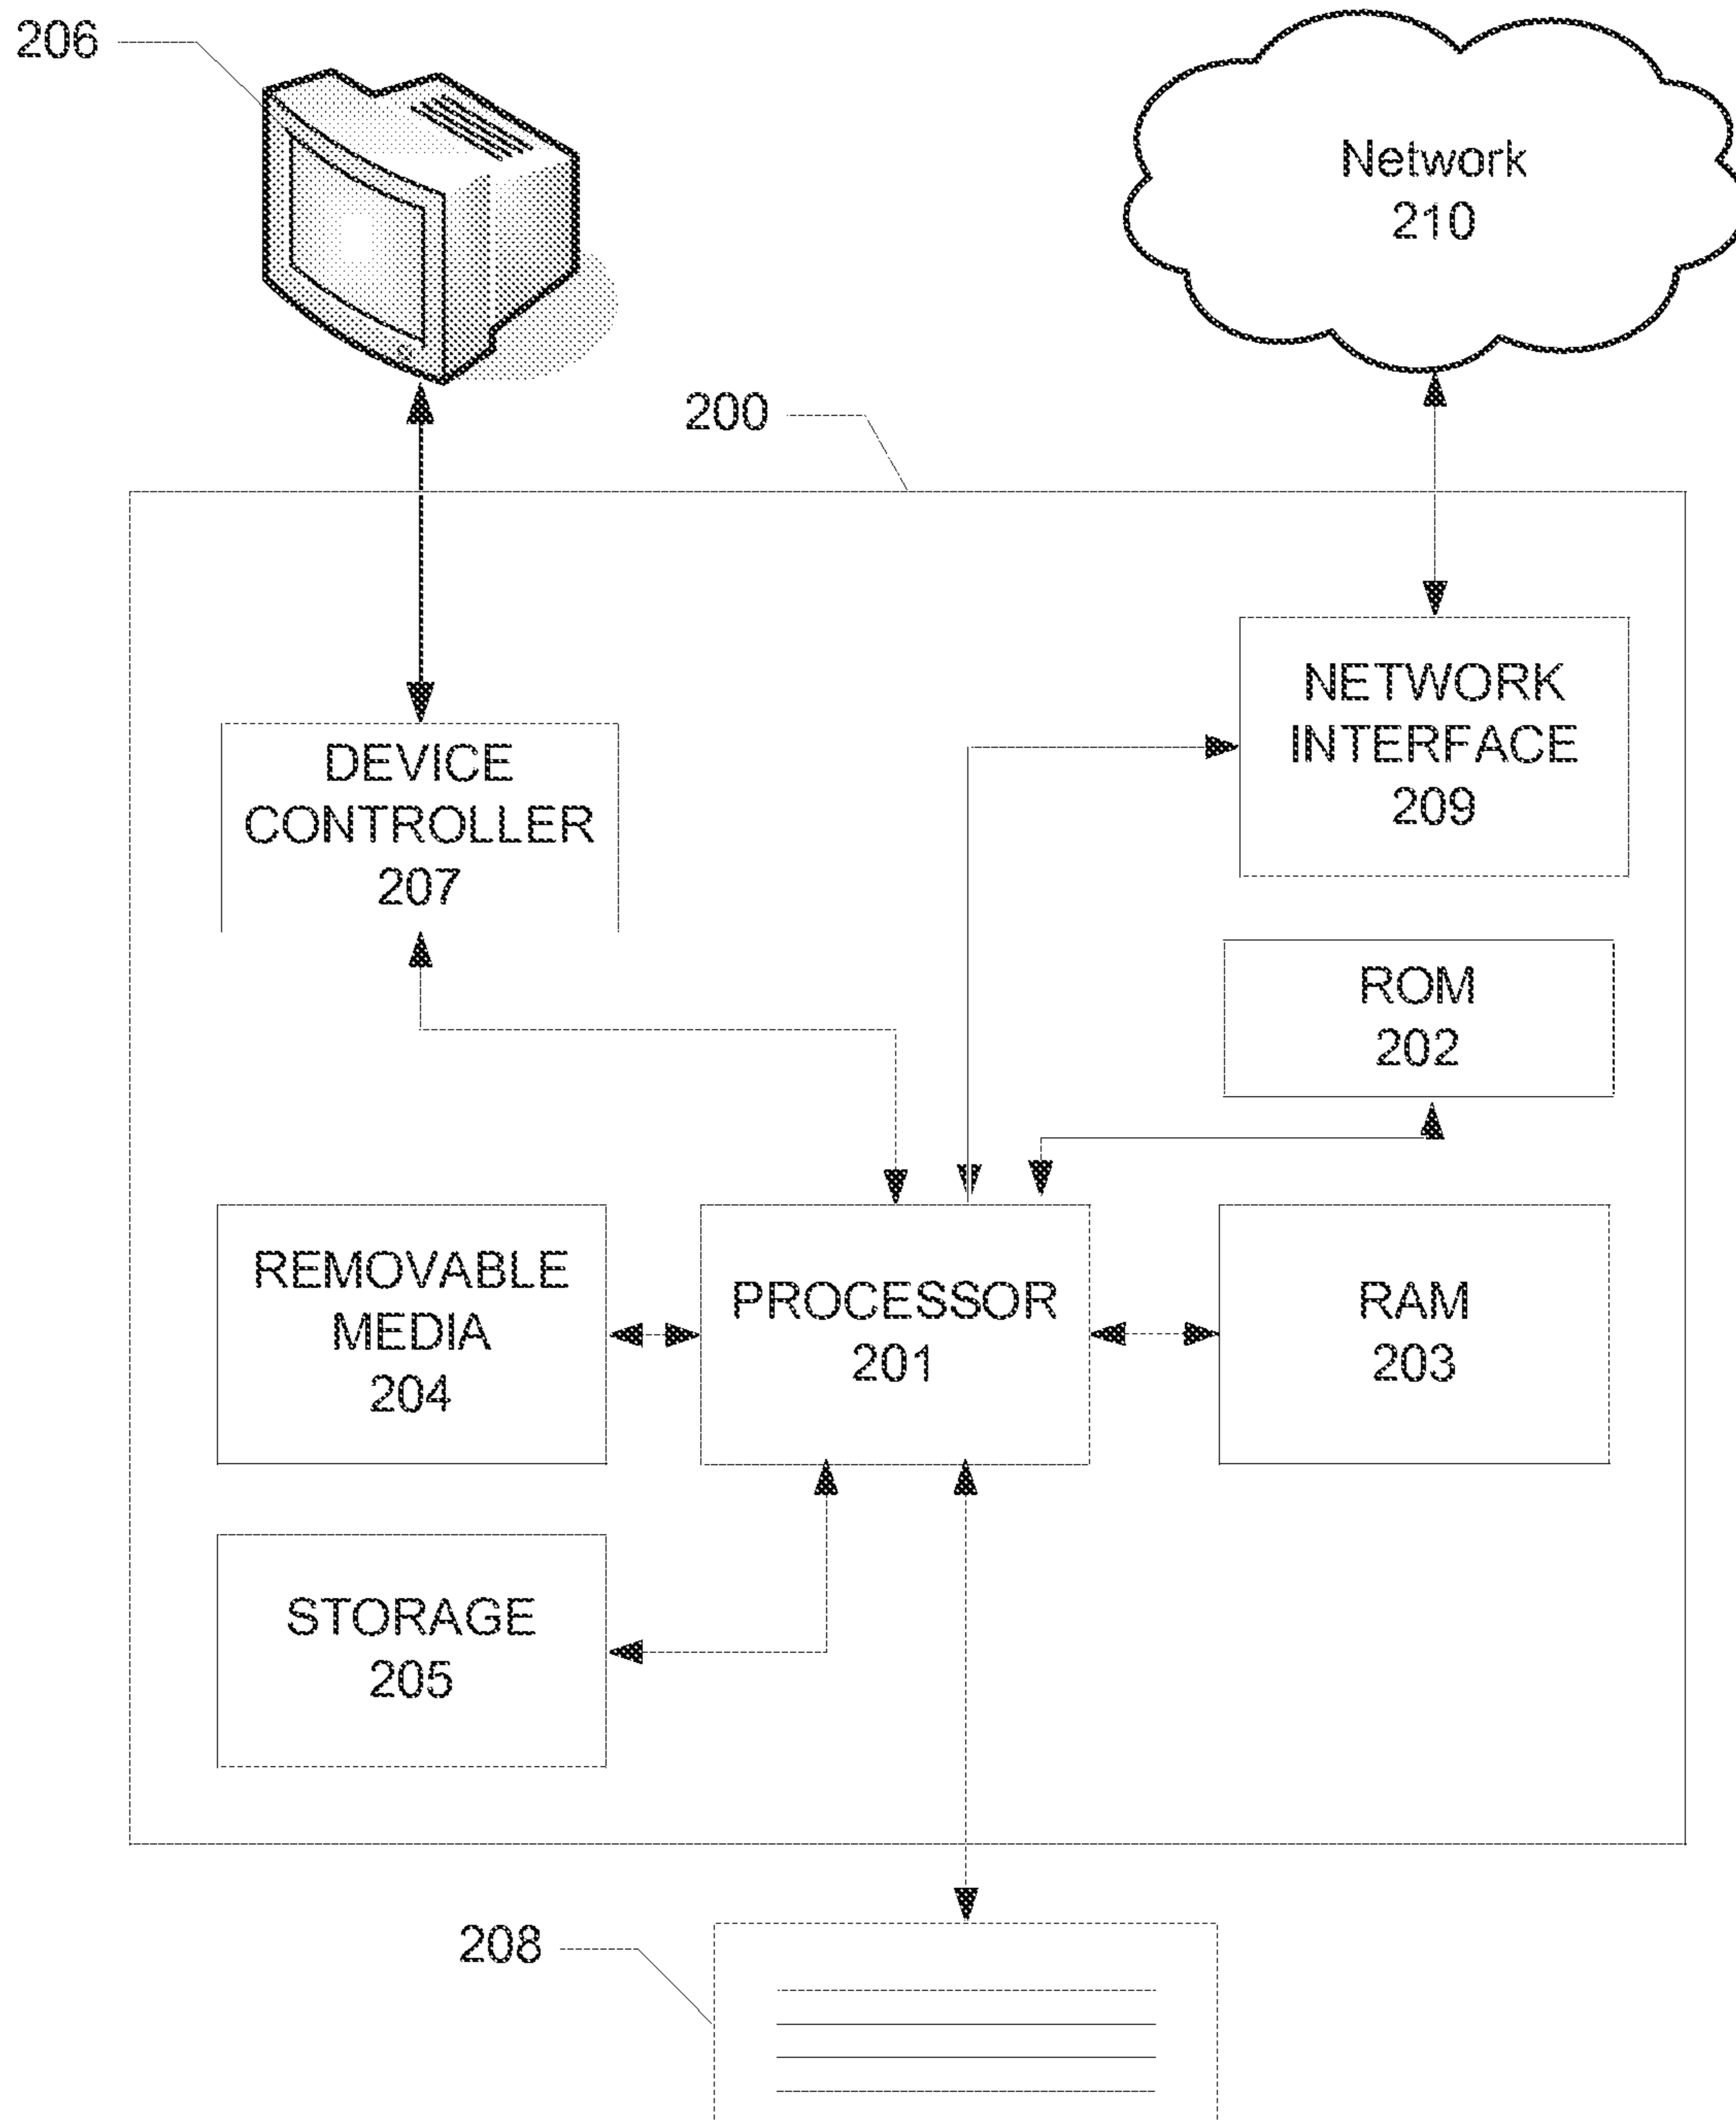 206
Network
210
200
NETWORK
INTERFACE
209
DEVICE
CONTROLLER
207
ROM
202
REMOVABLE
MEDIA
204
PROCESSOR
201
RAM
203
STORAGE
205
208